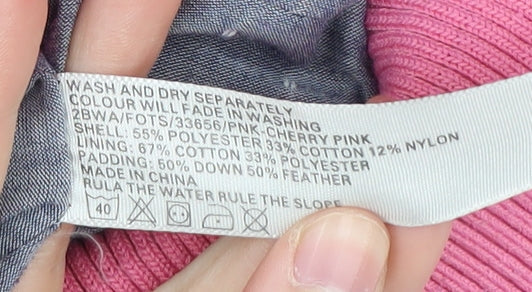 WASH AND DRY SEPARATELY
COLOUR WILL FADE IN WASHING
2BWA/FOTS/33656/PNK-CHERRY PINK
SHELL: 55% POLYESTER 33% COTTON 12% NYLON
LINING: 67% COTTON 33% POLYESTER
PADDING: 50% DOWN 50% FEATHER
MADE IN CHINA
RULA THE WATER RULE THE SLOPE
40